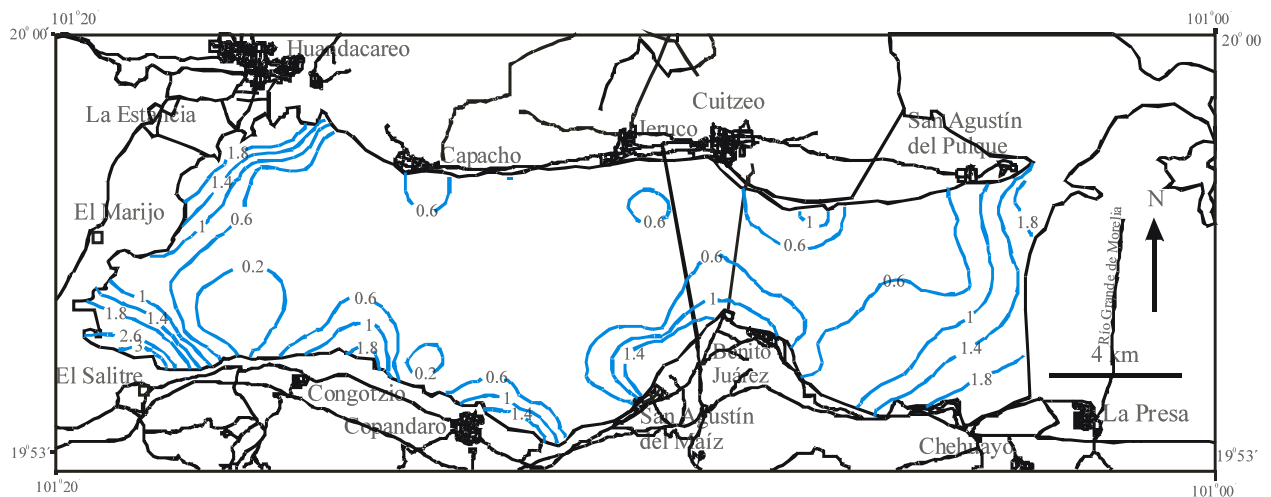 101°20'
101°00'
20°00'
20°00'
Huandacareo
La Estancia
Cuitzeo
Jeruco
San Agustín
del Pulque
Capacho
1.8
1.4
El Marijo
1
0.6
0.6
0.6
1
0.6
1.8
N
Río Grande de Morelia
0.2
0.6
0.6
1
1.8
1.4
2.6
3
0.6
1
1.8
1
1.4
1
1.4
4 km
Benito
Juárez
El Salitre
0.2
0.6
1.8
Congotzio
1
1.4
Copandaro
San Agustín
del Maíz
La Presa
Chehuayo
19°53'
19°53'
101°20
101°00